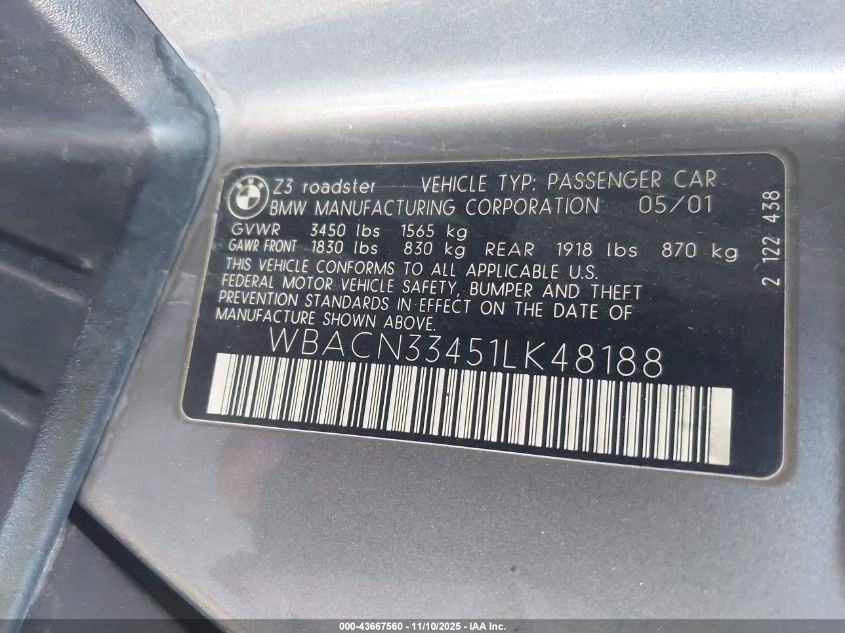 BMW
Z3 roadster VEHICLE TYP: PASSENGER CAR
BMW MANUFACTURING CORPORATION 05/01
GVWR 3450 lbs 1565 kg
GAWR FRONT 1830 lbs 830 kg REAR 1918 lbs 870 kg
THIS VEHICLE CONFORMS TO ALL APPLICABLE U.S.
FEDERAL MOTOR VEHICLE SAFETY, BUMPER AND THEFT
PREVENTION STANDARDS IN EFFECT ON THE DATE OF
MANUFACTURE SHOWN ABOVE.
WBACN33451LK48188
2 122 438
000-43667560 - 11/10/2025 - IAA Inc.